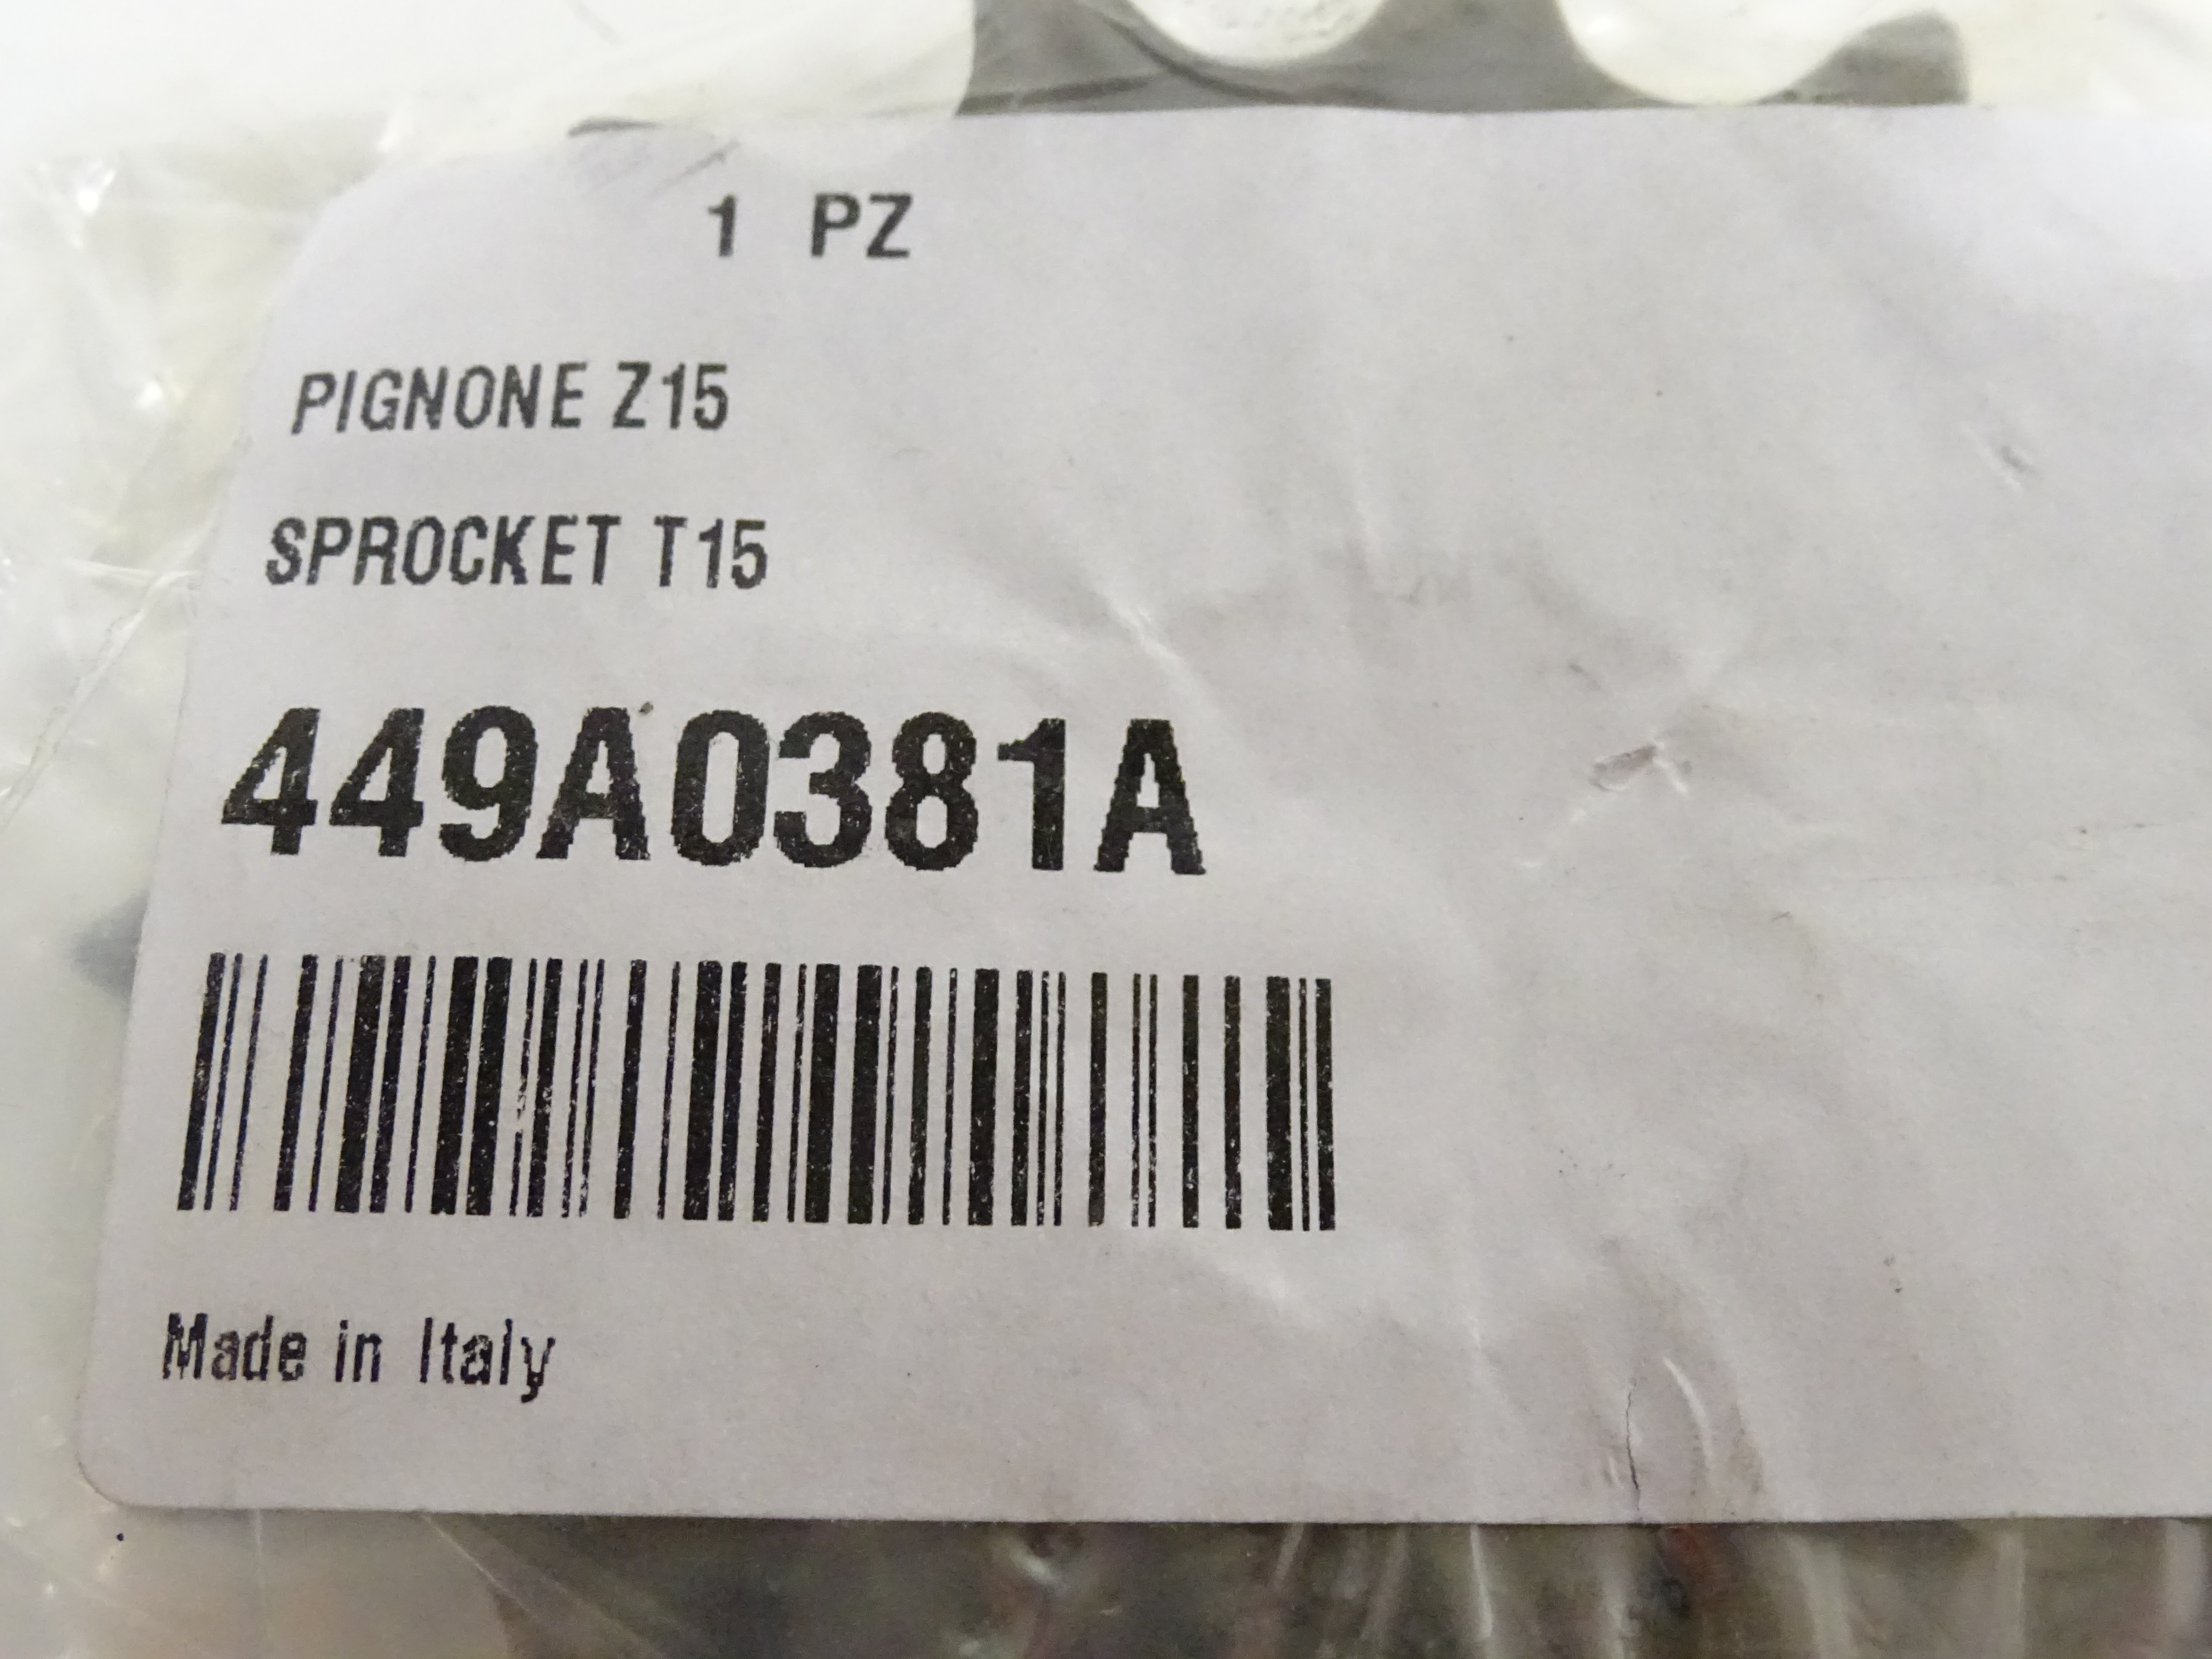 1 PZ
PIGNONE Z15
SPROCKET T15
449A0381A
Made in Italy